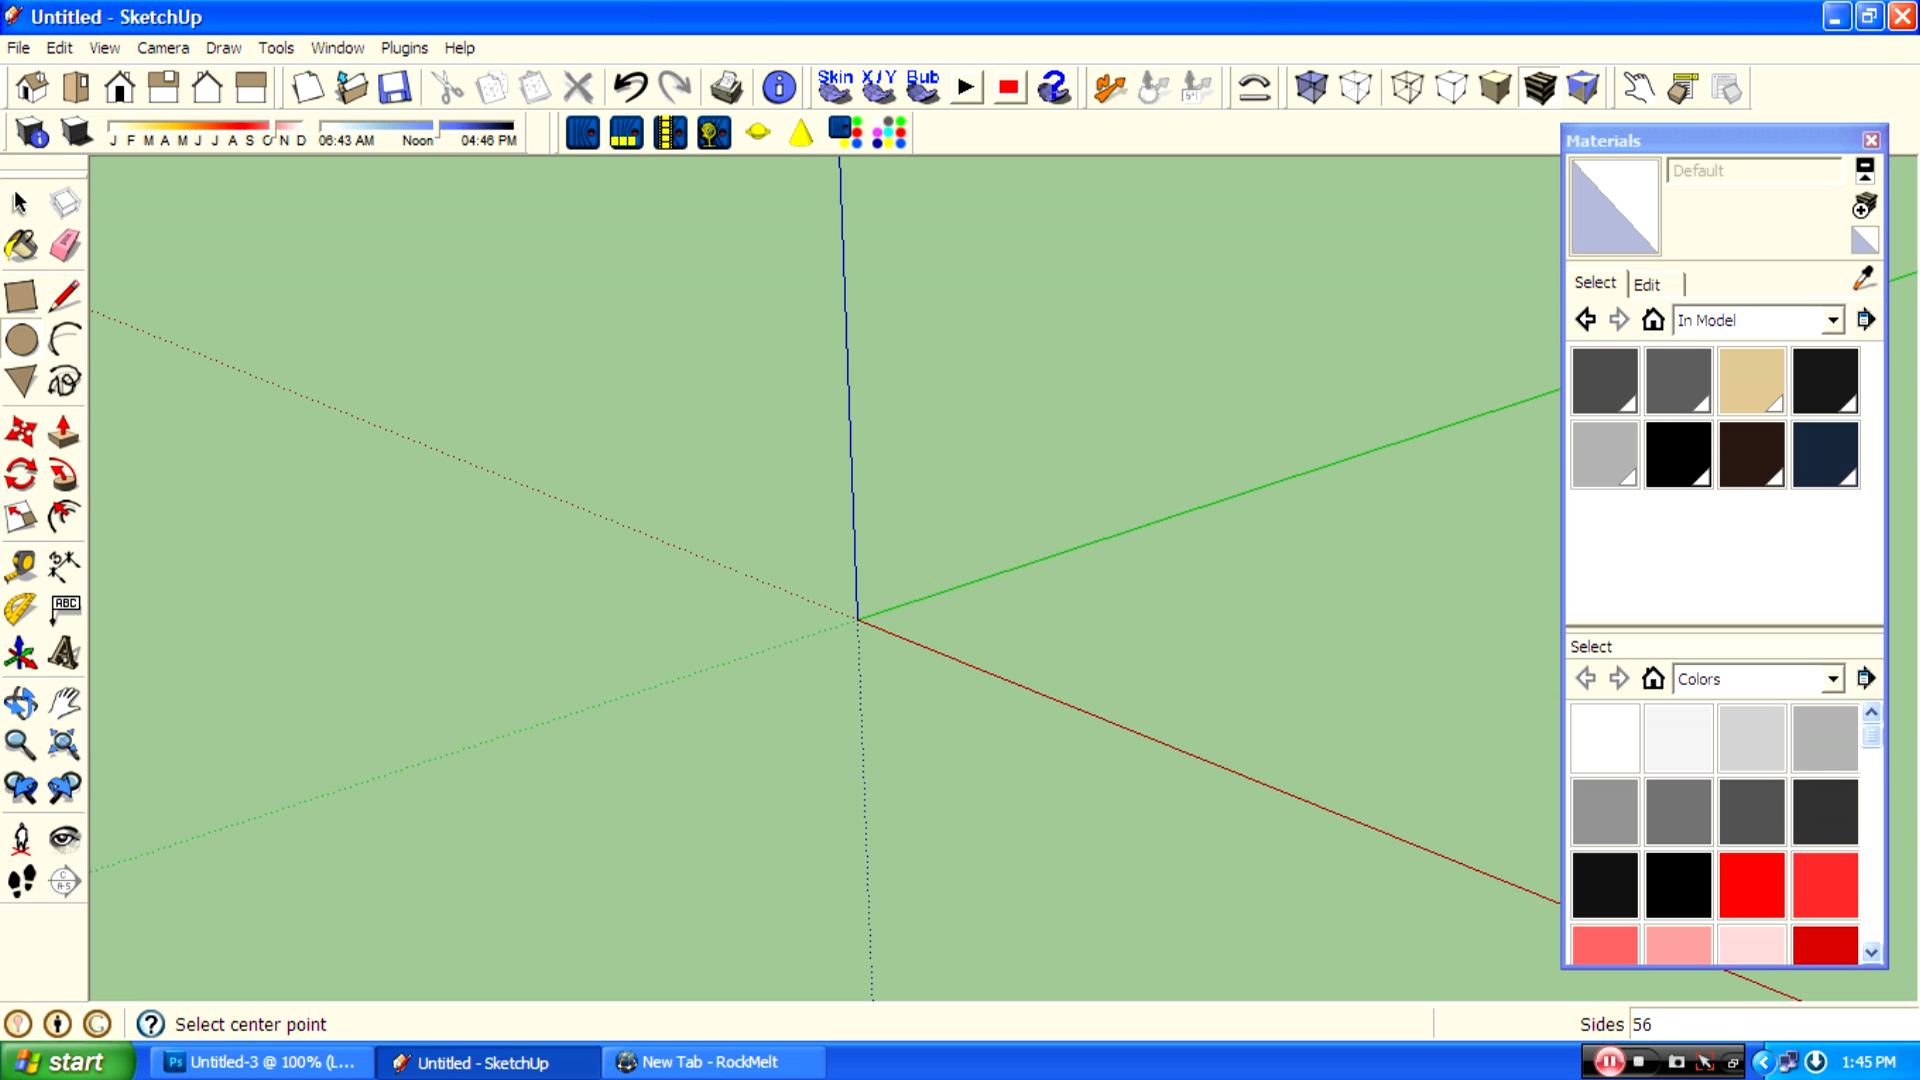 Untitled - SketchUp
File Edit View Camera Draw Tools Window Plugins Help
Skin X/Y Bub
J F M A M J J A S O N D 06:43 AM Noon 04:46 PM
Materials
Default
Select Edit
In Model
ABC
Select
Colors
Select center point
Sides 56
start
Ps Untitled-3 @ 100% (L...
Untitled - SketchUp
New Tab - RockMelt
1:45 PM